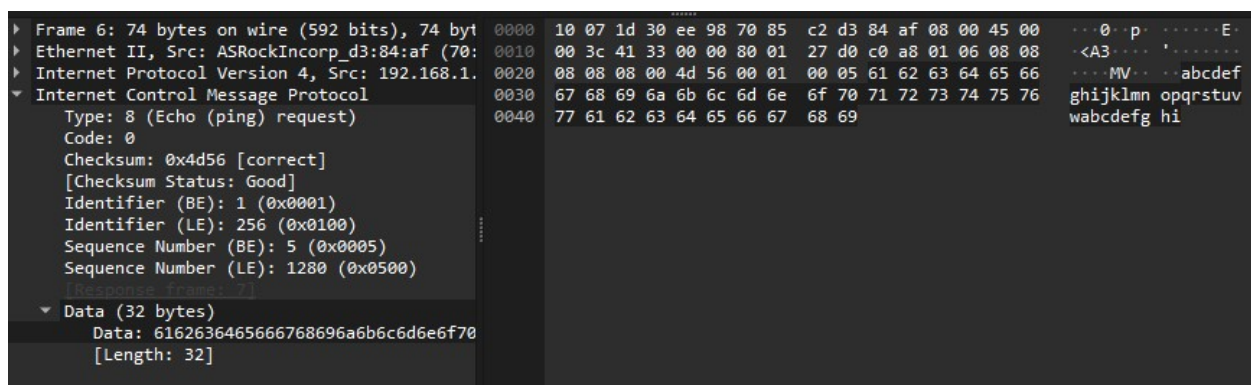 Frame 6: 74 bytes on wire (592 bits), 74 byt
Ethernet II, Src: ASRockIncorp_d3:84:af (70:
Internet Protocol Version 4, Src: 192.168.1.
Internet Control Message Protocol
Type: 8 (Echo (ping) request)
Code: 0
Checksum: 0x4d56 [correct]
[Checksum Status: Good]
Identifier (BE): 1 (0x0001)
Identifier (LE): 256 (0x0100)
Sequence Number (BE): 5 (0x0005)
Sequence Number (LE): 1280 (0x0500)
[Response frame: 7]
Data (32 bytes)
Data: 6162636465666768696a6b6c6d6e6f70
[Length: 32]
0000 10 07 1d 30 ee 98 70 85 c2 d3 84 af 08 00 45 00 ···0··p· ······E·
0010 00 3c 41 33 00 00 80 01 27 d0 c0 a8 01 06 08 08 ·<A3···· '·······
0020 08 08 08 00 4d 56 00 01 00 05 61 62 63 64 65 66 ····MV·· ··abcdef
0030 67 68 69 6a 6b 6c 6d 6e 6f 70 71 72 73 74 75 76 ghijklmn opqrstuv
0040 77 61 62 63 64 65 66 67 68 69 wabcdefg hi